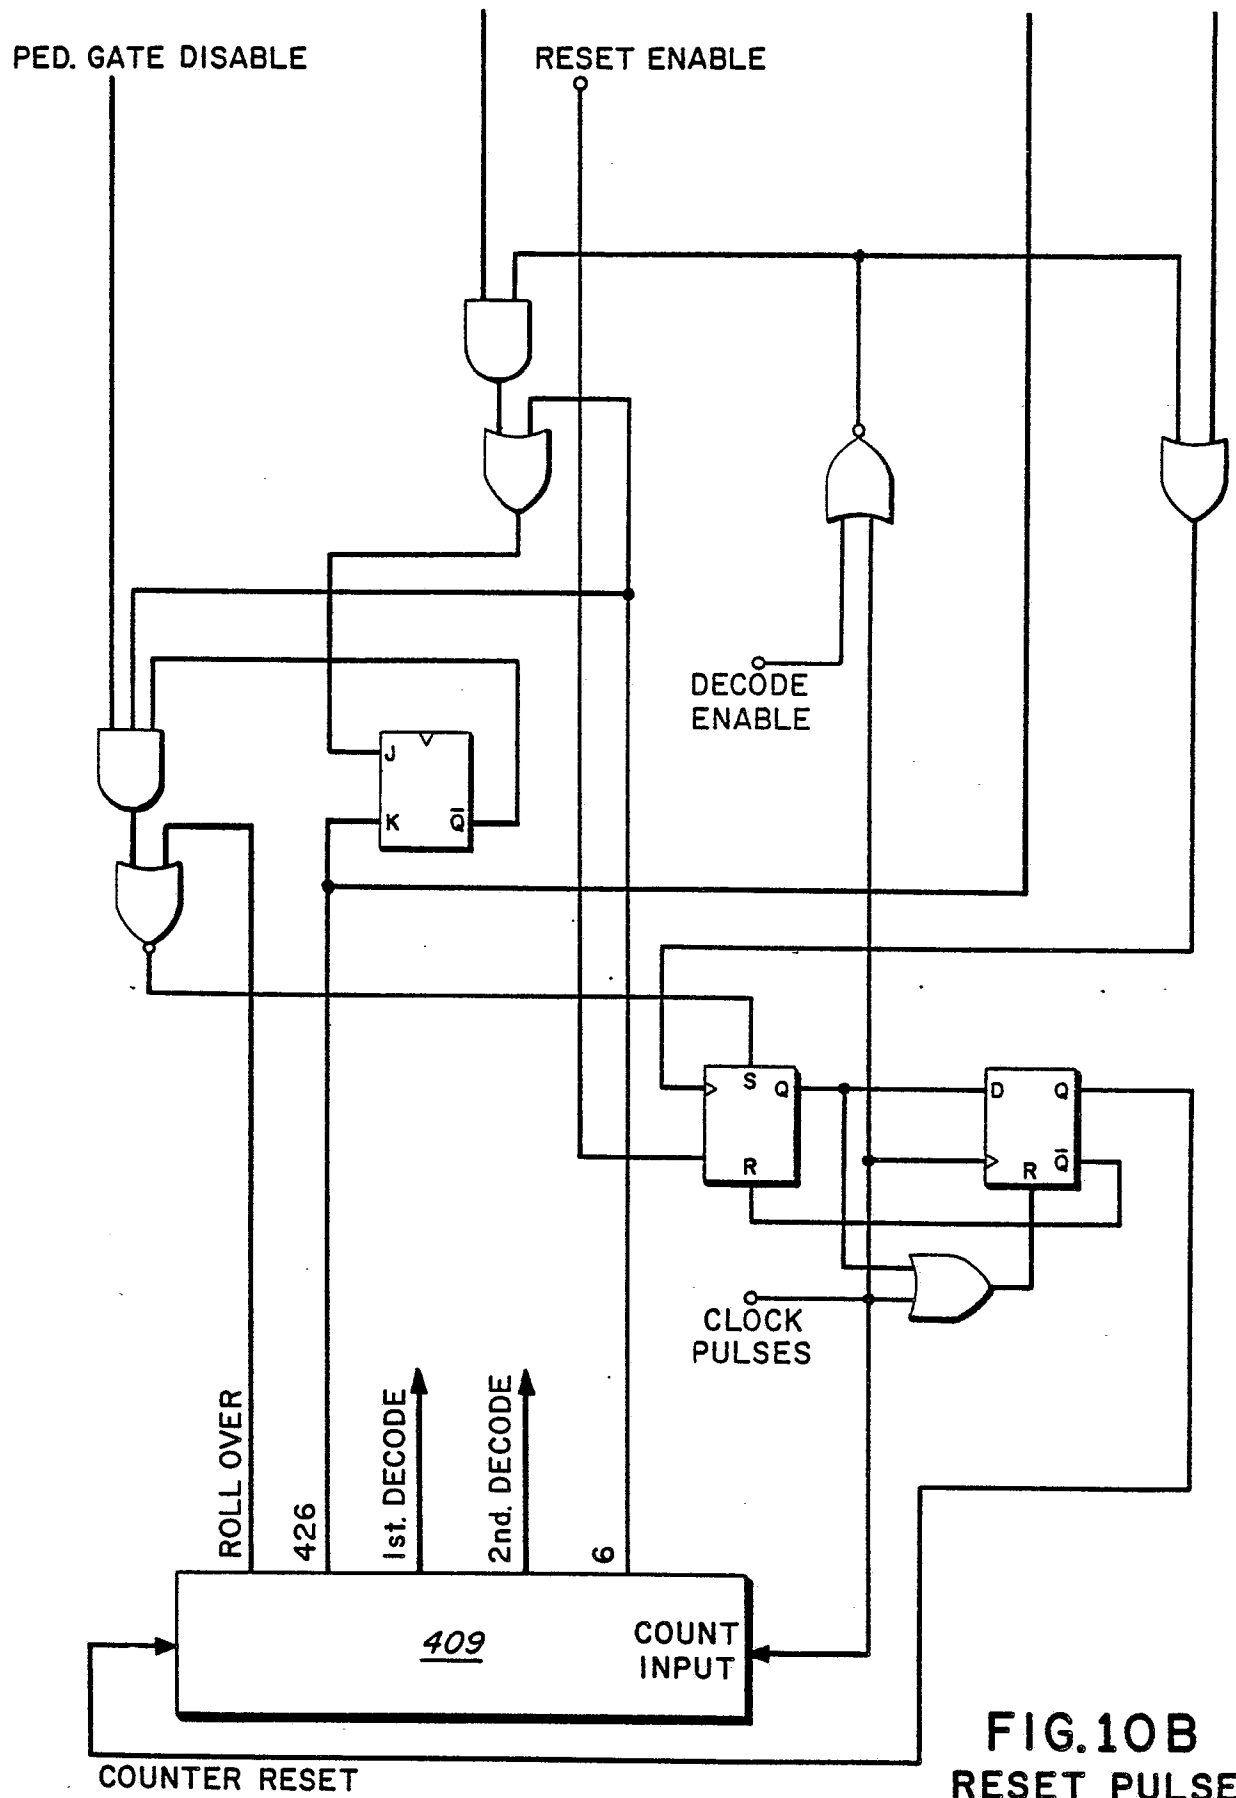 PED. GATE DISABLE
RESET ENABLE
DECODE
ENABLE
J
K
Q̅
S
Q
R
D
Q
R
Q̅
CLOCK
PULSES
ROLL OVER
426
1st. DECODE
2nd. DECODE
6
409
COUNT
INPUT
COUNTER RESET
FIG.10B
RESET PULSE